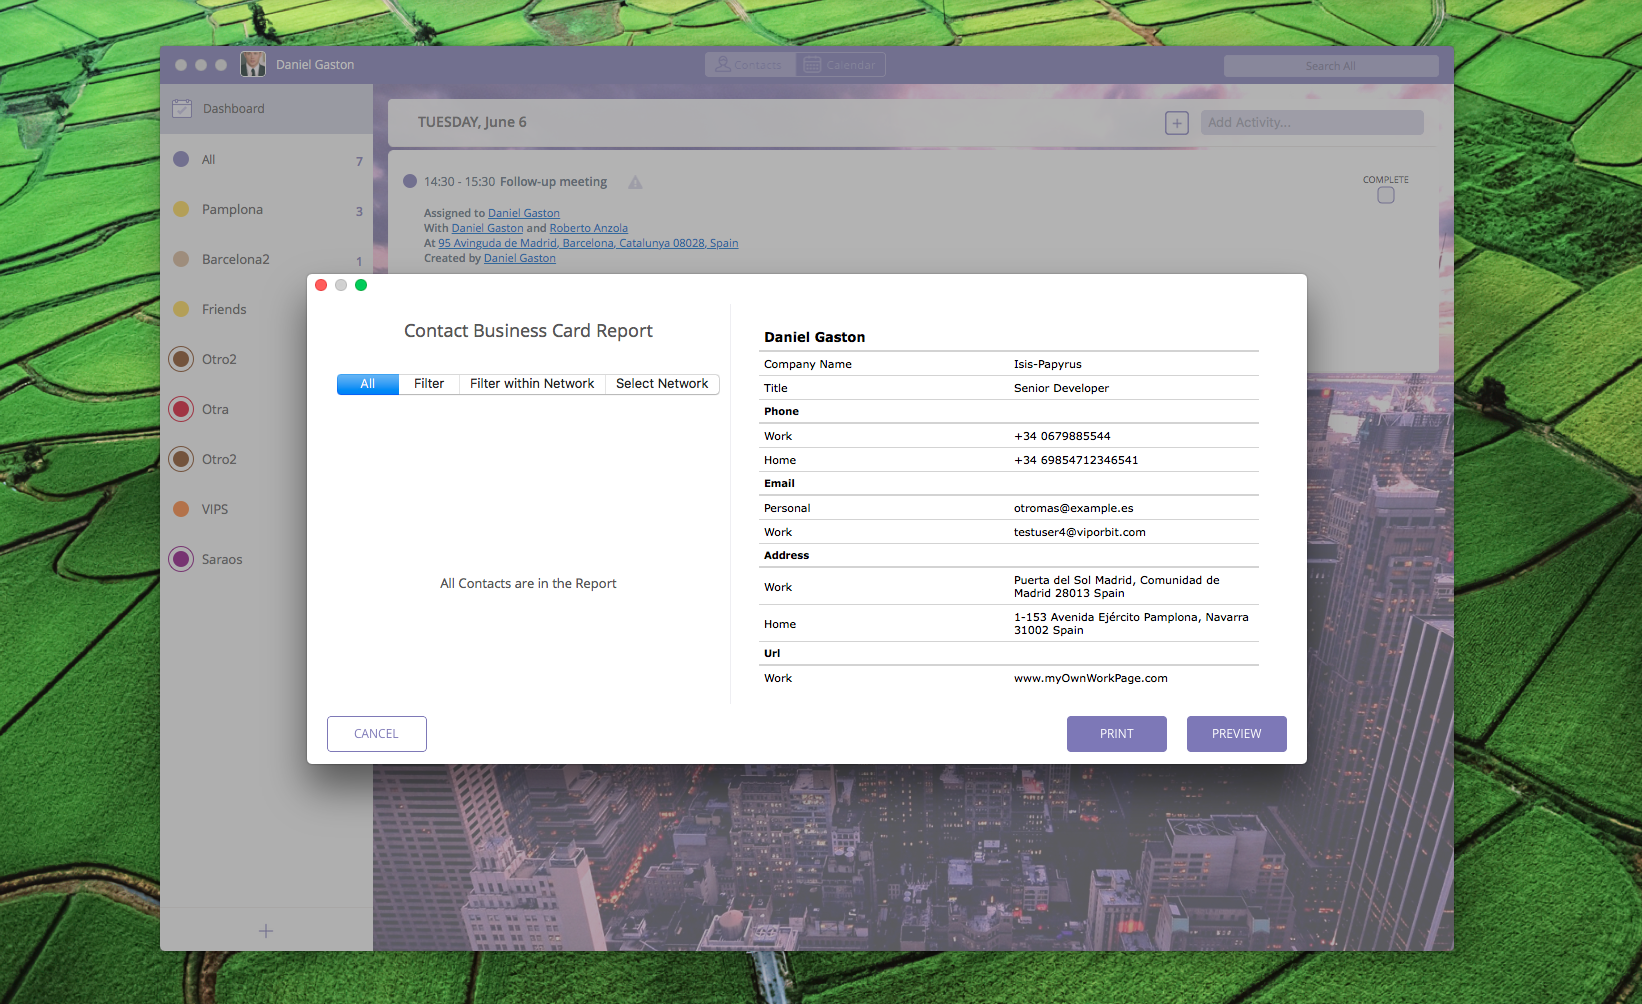 Daniel Gaston
Contacts
Calendar
Search All
Dashboard
All 7
Pamplona 3
Barcelona2 1
Friends
Otro2
Otra
Otro2
VIPS
Saraos
+
TUESDAY, June 6
+
Add Activity...
14:30 - 15:30 Follow-up meeting
COMPLETE
Assigned to Daniel Gaston
With Daniel Gaston and Roberto Anzola
At 95 Avinguda de Madrid, Barcelona, Catalunya 08028, Spain
Created by Daniel Gaston
Contact Business Card Report
All Filter Filter within Network Select Network
All Contacts are in the Report
Daniel Gaston
Company Name Isis-Papyrus
Title Senior Developer
Phone
Work +34 0679885544
Home +34 69854712346541
Email
Personal otromas@example.es
Work testuser4@viporbit.com
Address
Work Puerta del Sol Madrid, Comunidad de
Madrid 28013 Spain
Home 1-153 Avenida Ejército Pamplona, Navarra
31002 Spain
Url
Work www.myOwnWorkPage.com
CANCEL
PRINT
PREVIEW